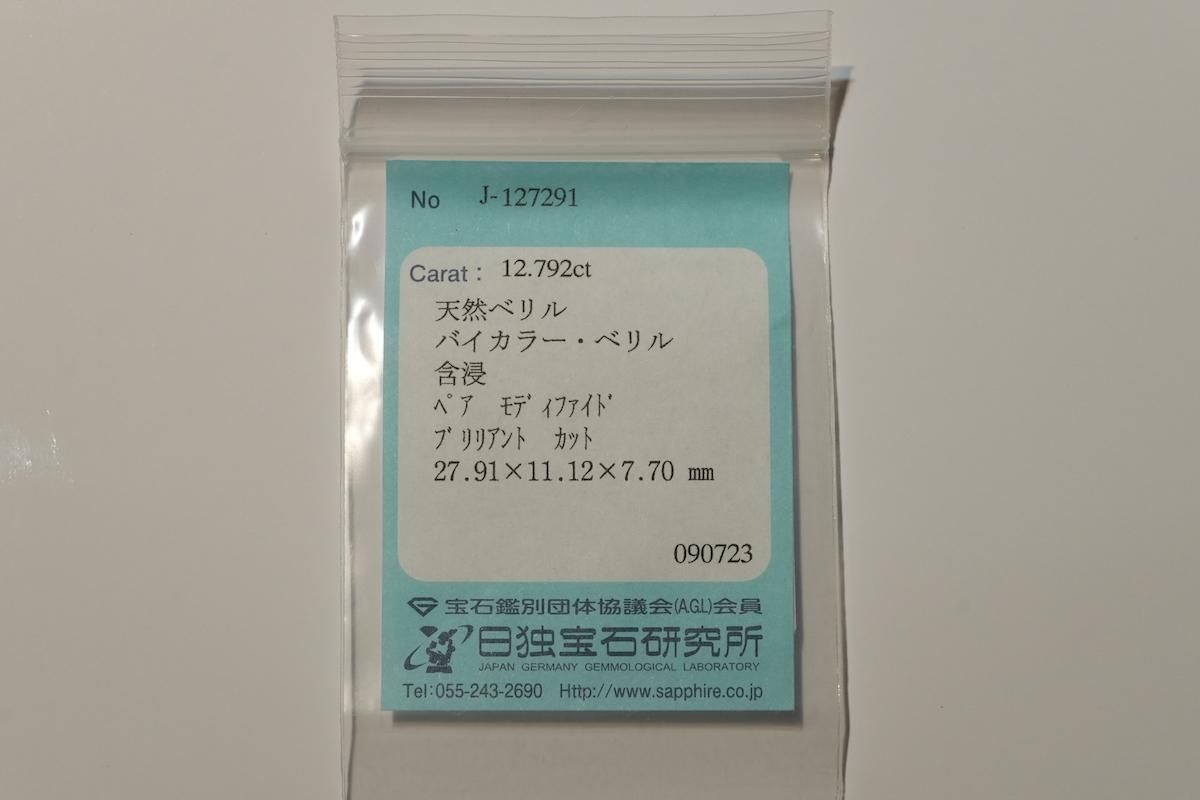 No J-127291
Carat: 12.792ct
天然ベリル
バイカラー・ベリル
含浸
ﾍﾟｱ ﾓﾃﾞｨﾌｧｲﾄﾞ
ﾌﾞﾘﾘｱﾝﾄ ｶｯﾄ
27.91×11.12×7.70 mm
090723
宝石鑑別団体協議会(A.G.L)会員
日独宝石研究所
JAPAN GERMANY GEMMOLOGICAL LABORATORY
Tel:055-243-2690 Http://www.sapphire.co.jp